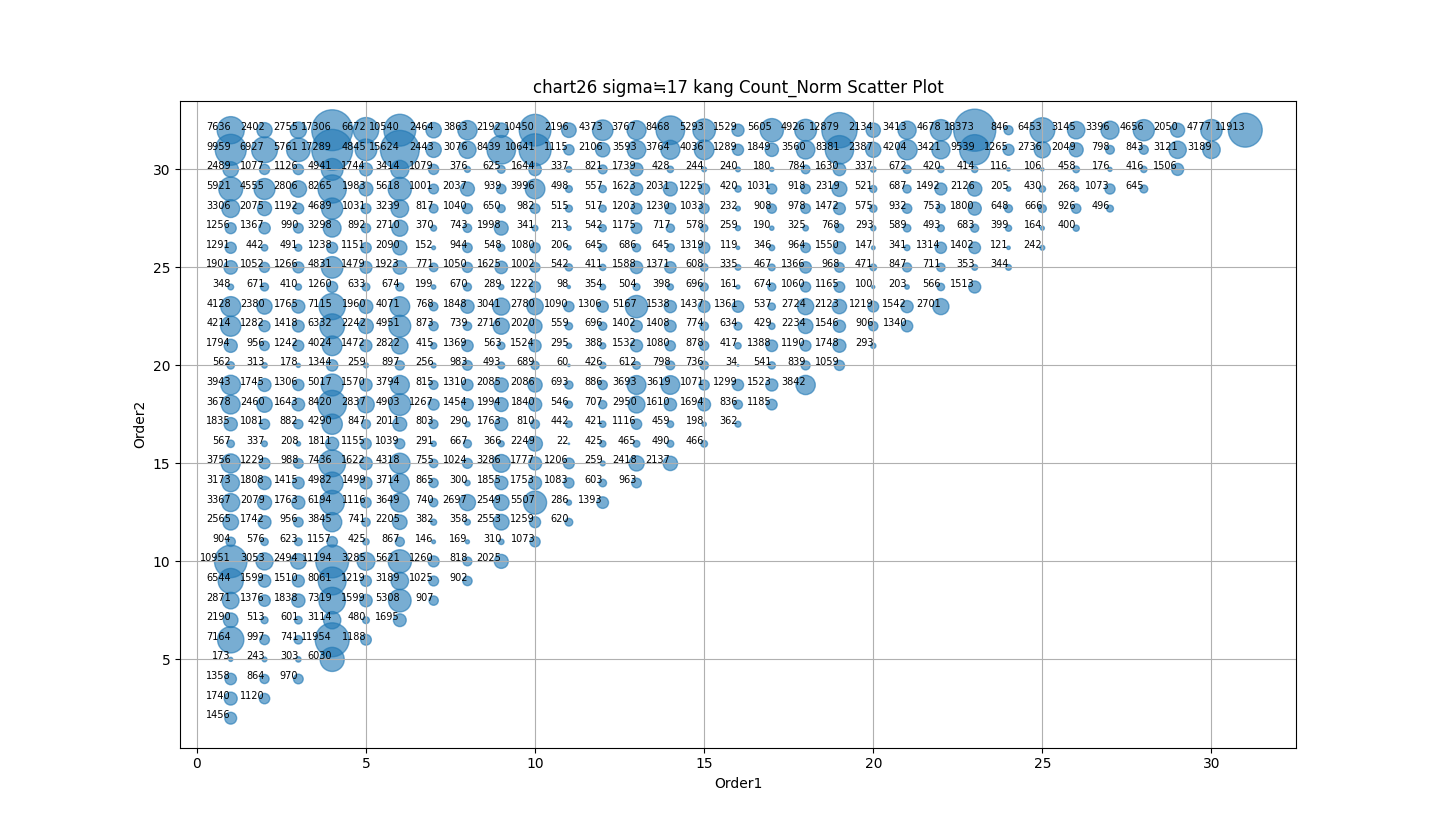 chart26 sigma≒17 kang Count_Norm Scatter Plot
7636 2402 2755 17306 6672 10540 2464 3863 2192 10450 2196 4373 3767 8468 5293 1529 5605 4926 12879 2134 3413 4678 18373 846 6453 3145 3396 4656 2050 4777 11913
9959 6927 5761 17289 4845 15624 2443 3076 8439 10641 1115 2106 3593 3764 4036 1289 1849 3560 8381 2387 4204 3421 9539 1265 2736 2049 798 843 3121 3189
30 2489 1077 1126 4941 1744 3414 1079 376 625 1644 337 821 1739 428 244 240 180 784 1630 337 672 420 414 116 106 458 176 416 1506
5921 4555 2806 8265 1983 5618 1001 2037 939 3996 498 557 1623 2031 1225 420 1031 918 2319 521 687 1492 2126 205 430 268 1073 645
3306 2075 1192 4689 1031 3239 817 1040 650 982 515 517 1203 1230 1033 232 908 978 1472 575 932 753 1800 648 666 926 496
1256 1367 990 3298 892 2710 370 743 1998 341 213 542 1175 717 578 259 190 325 768 293 589 493 683 399 164 400
1291 442 491 1238 1151 2090 152 944 548 1080 206 645 686 645 1319 119 346 964 1550 147 341 1314 1402 121 242
25 1901 1052 1266 4831 1479 1923 771 1050 1625 1002 542 411 1588 1371 608 335 467 1366 968 471 847 711 353 344
348 671 410 1260 633 674 199 670 289 1222 98 354 504 398 696 161 674 1060 1165 100 203 566 1513
4128 2380 1765 7115 1960 4071 768 1848 3041 2780 1090 1306 5167 1538 1437 1361 537 2724 2123 1219 1542 2701
4214 1282 1418 6332 2242 4951 873 739 2716 2020 559 696 1402 1408 774 634 429 2234 1546 906 1340
1794 956 1242 4024 1472 2822 415 1369 563 1524 295 388 1532 1080 878 417 1388 1190 1748 293
20 562 313 178 1344 259 897 256 983 493 689 60 426 612 798 736 34 541 839 1059
3943 1745 1306 5017 1570 3794 815 1310 2085 2086 693 886 3693 3619 1071 1299 1523 3842
3678 2460 1643 8420 2837 4903 1267 1454 1994 1840 546 707 2950 1610 1694 836 1185
1835 1081 882 4290 847 2011 803 290 1763 810 442 421 1116 459 198 362
567 337 208 1811 1155 1039 291 667 366 2249 22 425 465 490 466
15 3756 1229 988 7436 1622 4318 755 1024 3286 1777 1206 259 2418 2137
3173 1808 1415 4982 1499 3714 865 300 1855 1753 1083 603 963
3367 2079 1763 6194 1116 3649 740 2697 2549 5507 286 1393
2565 1742 956 3845 741 2205 382 358 2553 1259 620
904 576 623 1157 425 867 146 169 310 1073
10 10951 3053 2494 11194 3285 5621 1260 818 2025
6544 1599 1510 8061 1219 3189 1025 902
2871 1376 1838 7319 1599 5308 907
2190 513 601 3114 480 1695
7164 997 741 11954 1188
5 173 243 303 6030
1358 864 970
1740 1120
1456
0 5 10 15 20 25 30
Order1
Order2